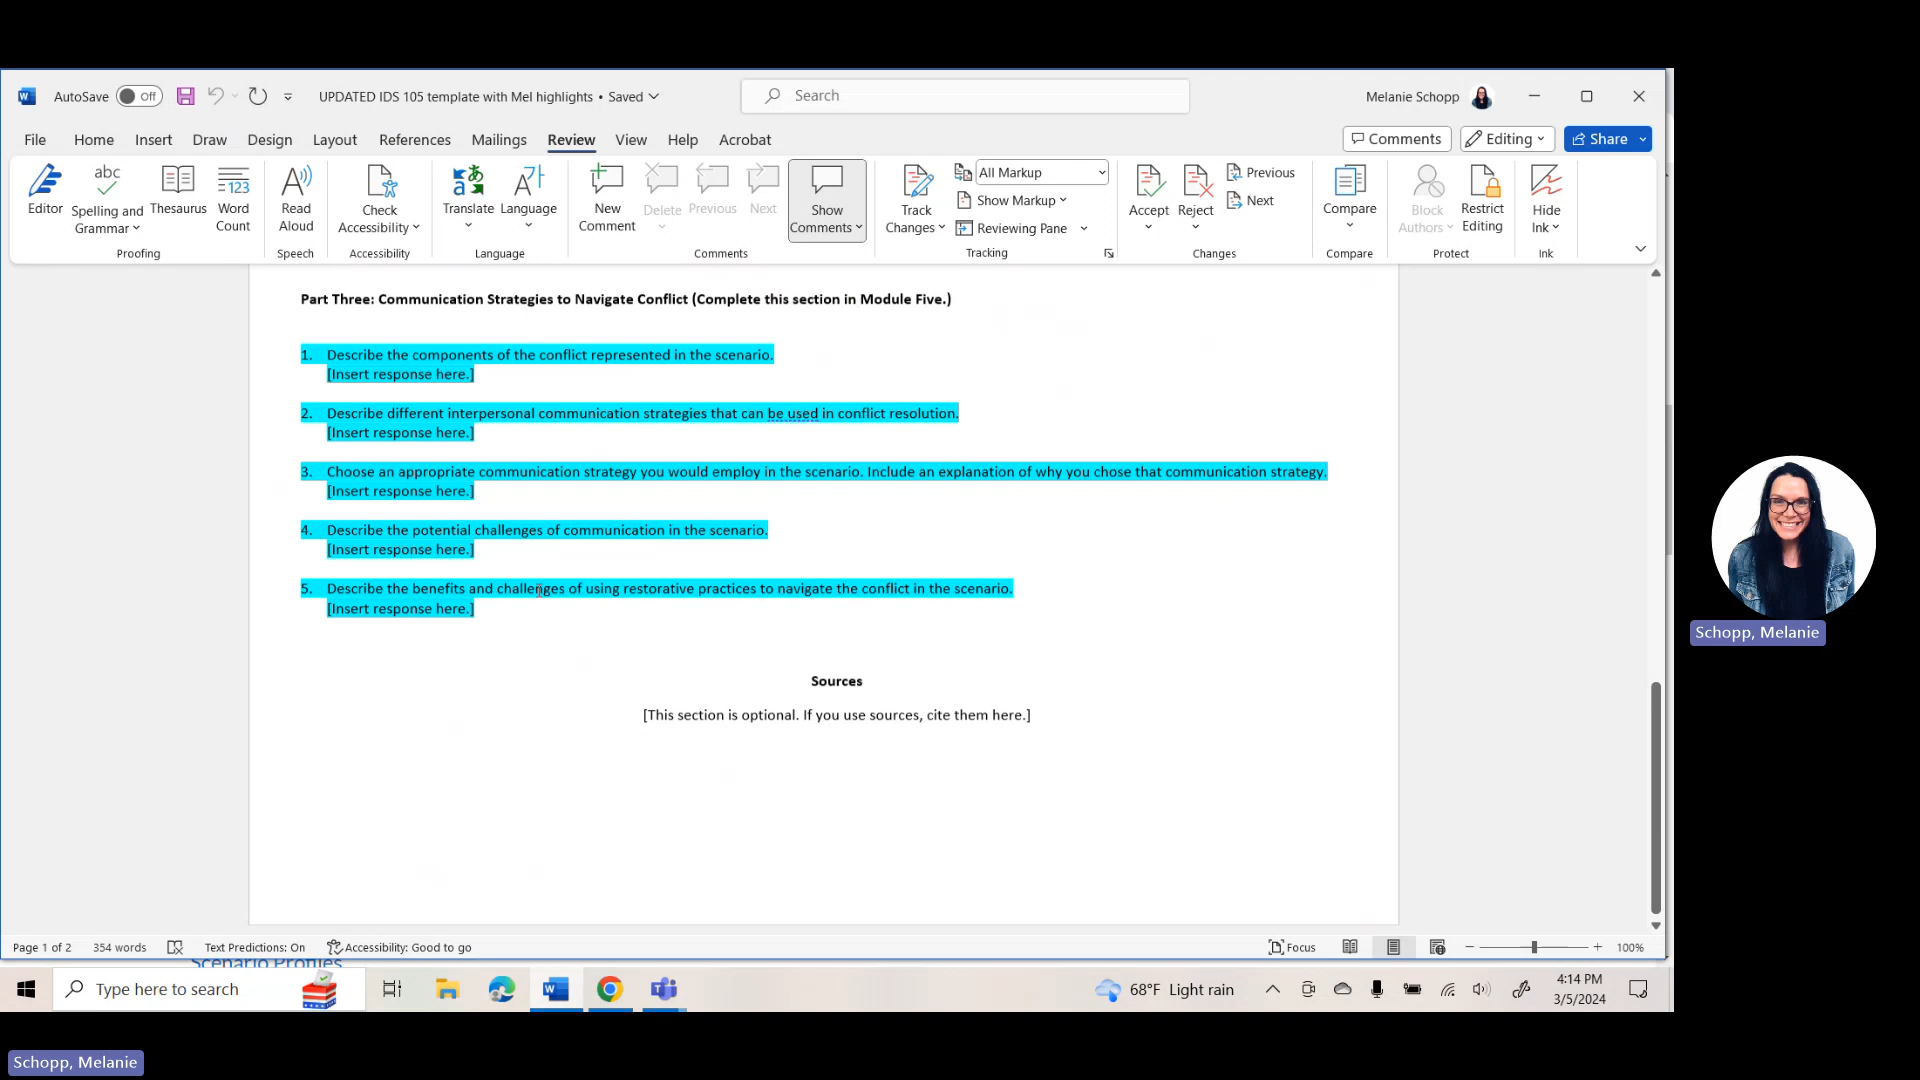 AutoSave Off UPDATED IDS 105 template with Mel highlights • Saved Search Melanie Schopp
File Home Insert Draw Design Layout References Mailings Review View Help Acrobat Comments Editing Share
Editor
Spelling and
Grammar
Thesaurus
Word
Count
Proofing
Read
Aloud
Speech
Check
Accessibility
Accessibility
Translate
Language
Language
New
Comment
Delete
Previous
Next
Show
Comments
Comments
Track
Changes
All Markup
Show Markup
Reviewing Pane
Tracking
Accept
Reject
Previous
Next
Changes
Compare
Compare
Block
Authors
Restrict
Editing
Protect
Hide
Ink
Ink
Part Three: Communication Strategies to Navigate Conflict (Complete this section in Module Five.)
1. Describe the components of the conflict represented in the scenario.
[Insert response here.]
2. Describe different interpersonal communication strategies that can be used in conflict resolution.
[Insert response here.]
3. Choose an appropriate communication strategy you would employ in the scenario. Include an explanation of why you chose that communication strategy.
[Insert response here.]
4. Describe the potential challenges of communication in the scenario.
[Insert response here.]
5. Describe the benefits and challenges of using restorative practices to navigate the conflict in the scenario.
[Insert response here.]
Sources
[This section is optional. If you use sources, cite them here.]
Schopp, Melanie
Page 1 of 2 354 words Text Predictions: On Accessibility: Good to go Focus 100%
Scenario Profiles
Type here to search 68°F Light rain 4:14 PM
3/5/2024
Schopp, Melanie